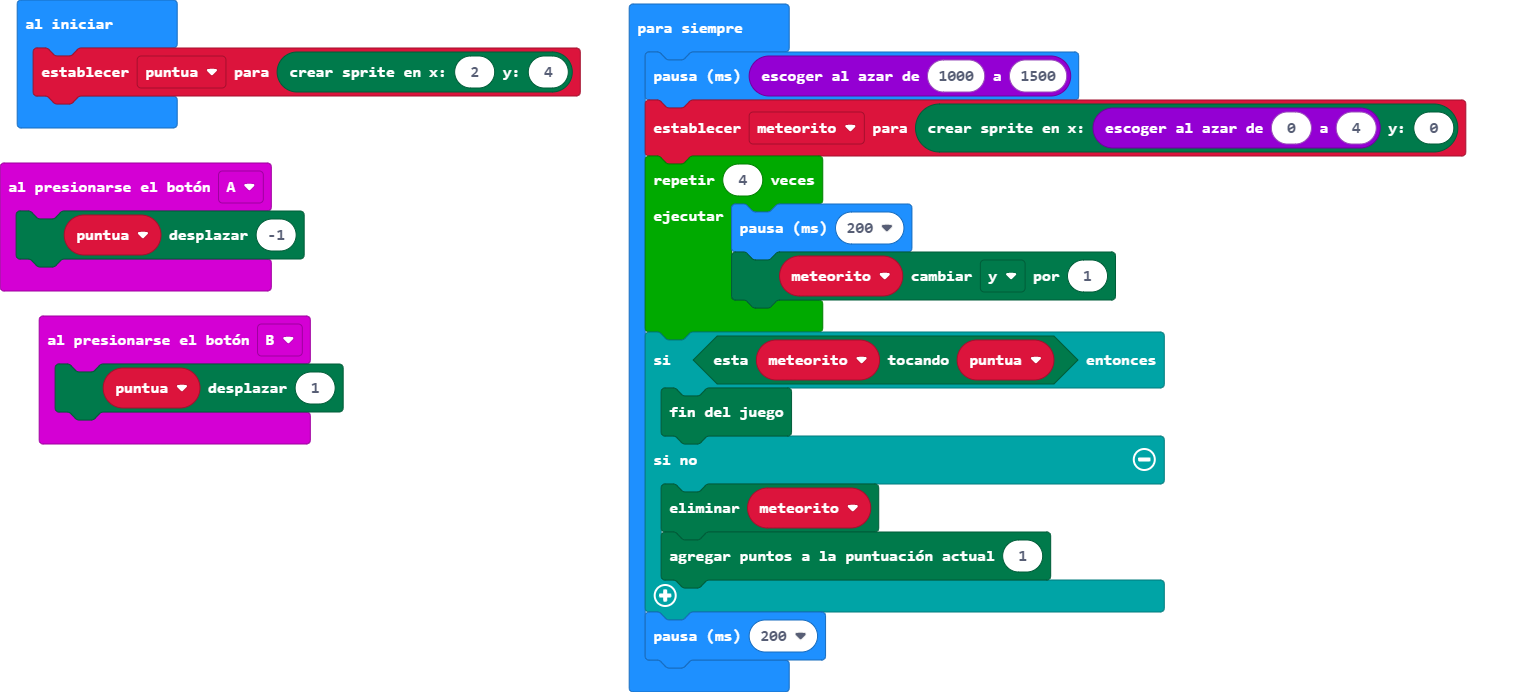 al iniciar
establecer puntua para crear sprite en x: 2 y: 4
al presionarse el botón A
puntua desplazar -1
al presionarse el botón B
puntua desplazar 1
para siempre
pausa (ms) escoger al azar de 1000 a 1500
establecer meteorito para crear sprite en x: escoger al azar de 0 a 4 y: 0
repetir 4 veces
ejecutar
pausa (ms) 200
meteorito cambiar y por 1
si esta meteorito tocando puntua entonces
fin del juego
si no
eliminar meteorito
agregar puntos a la puntuación actual 1
pausa (ms) 200